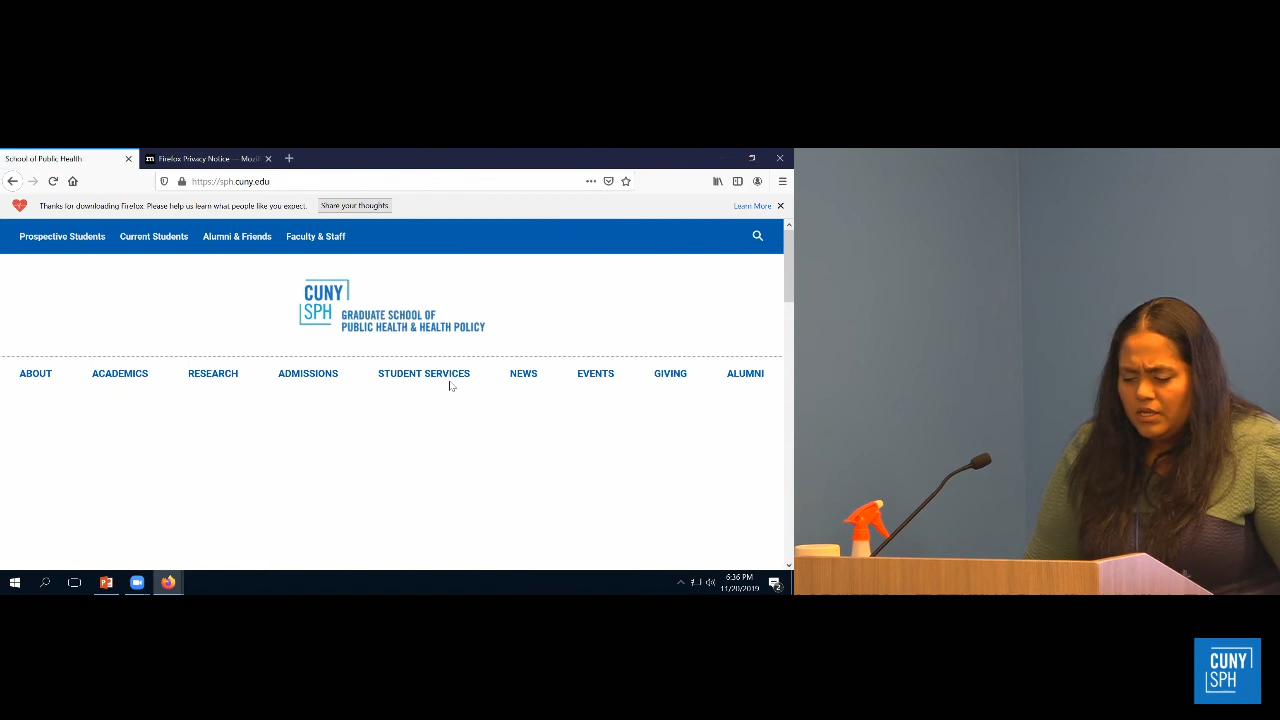 School of Public Health
m Firefox Privacy Notice — Mozil
https://sph.cuny.edu
Thanks for downloading Firefox. Please help us learn what people like you expect. Share your thoughts Learn More
Prospective Students Current Students Alumni & Friends Faculty & Staff
CUNY
SPH
GRADUATE SCHOOL OF
PUBLIC HEALTH & HEALTH POLICY
ABOUT ACADEMICS RESEARCH ADMISSIONS STUDENT SERVICES NEWS EVENTS GIVING ALUMNI
6:36 PM
11/20/2019
2
CUNY
SPH